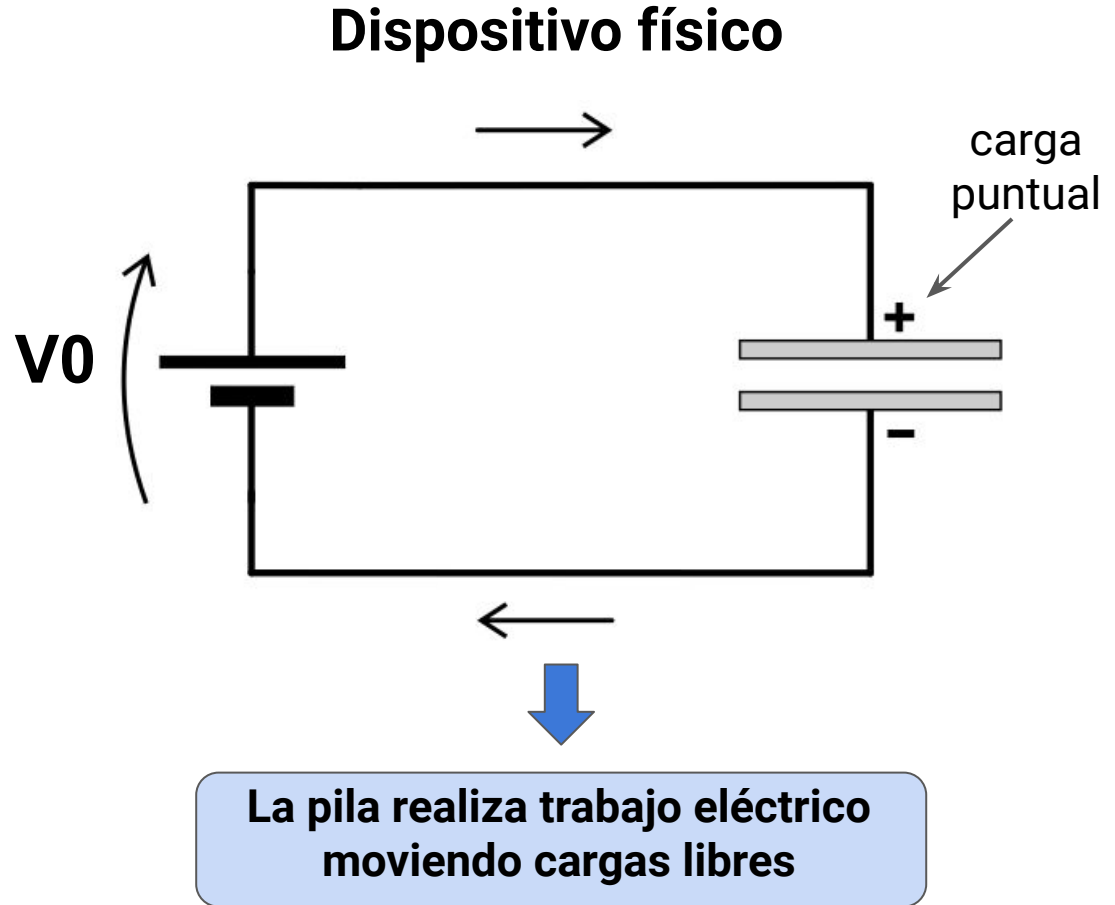 Dispositivo físico
carga
puntual
+
V0
-
La pila realiza trabajo eléctrico
moviendo cargas libres